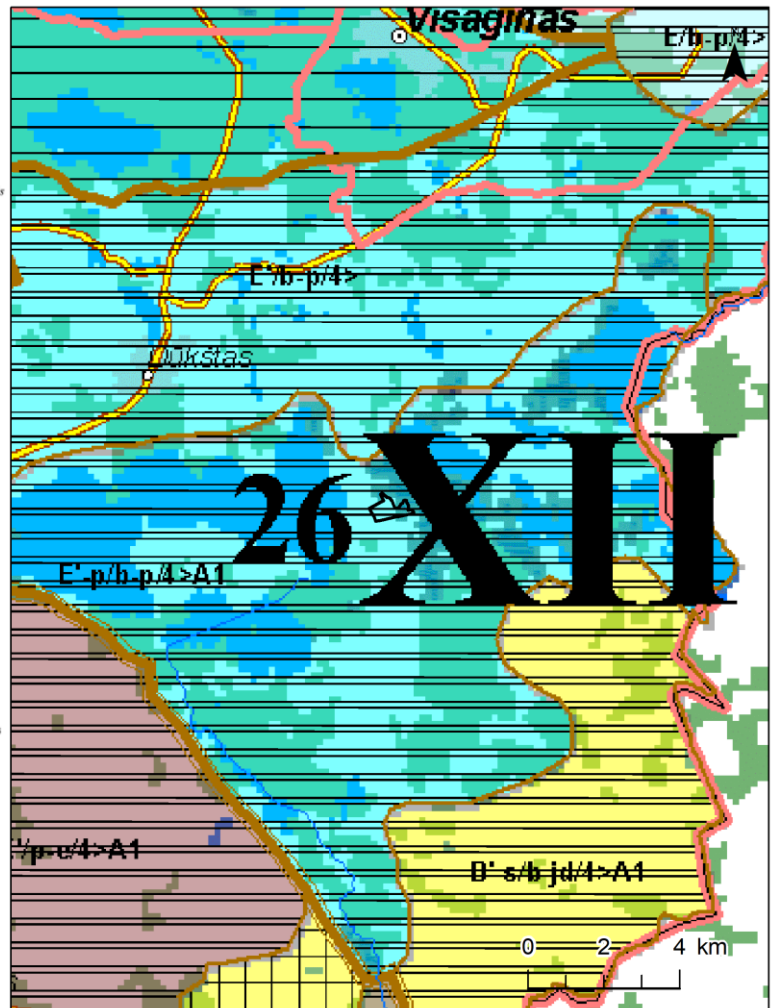 Visaginas
E/b-p/4>
E'/b-p/4>
Dūkštas
26 XII
E'-p/b-p/4>A1
'/p-e/4>A1
D' s/b jd/4>A1
0 2 4 km